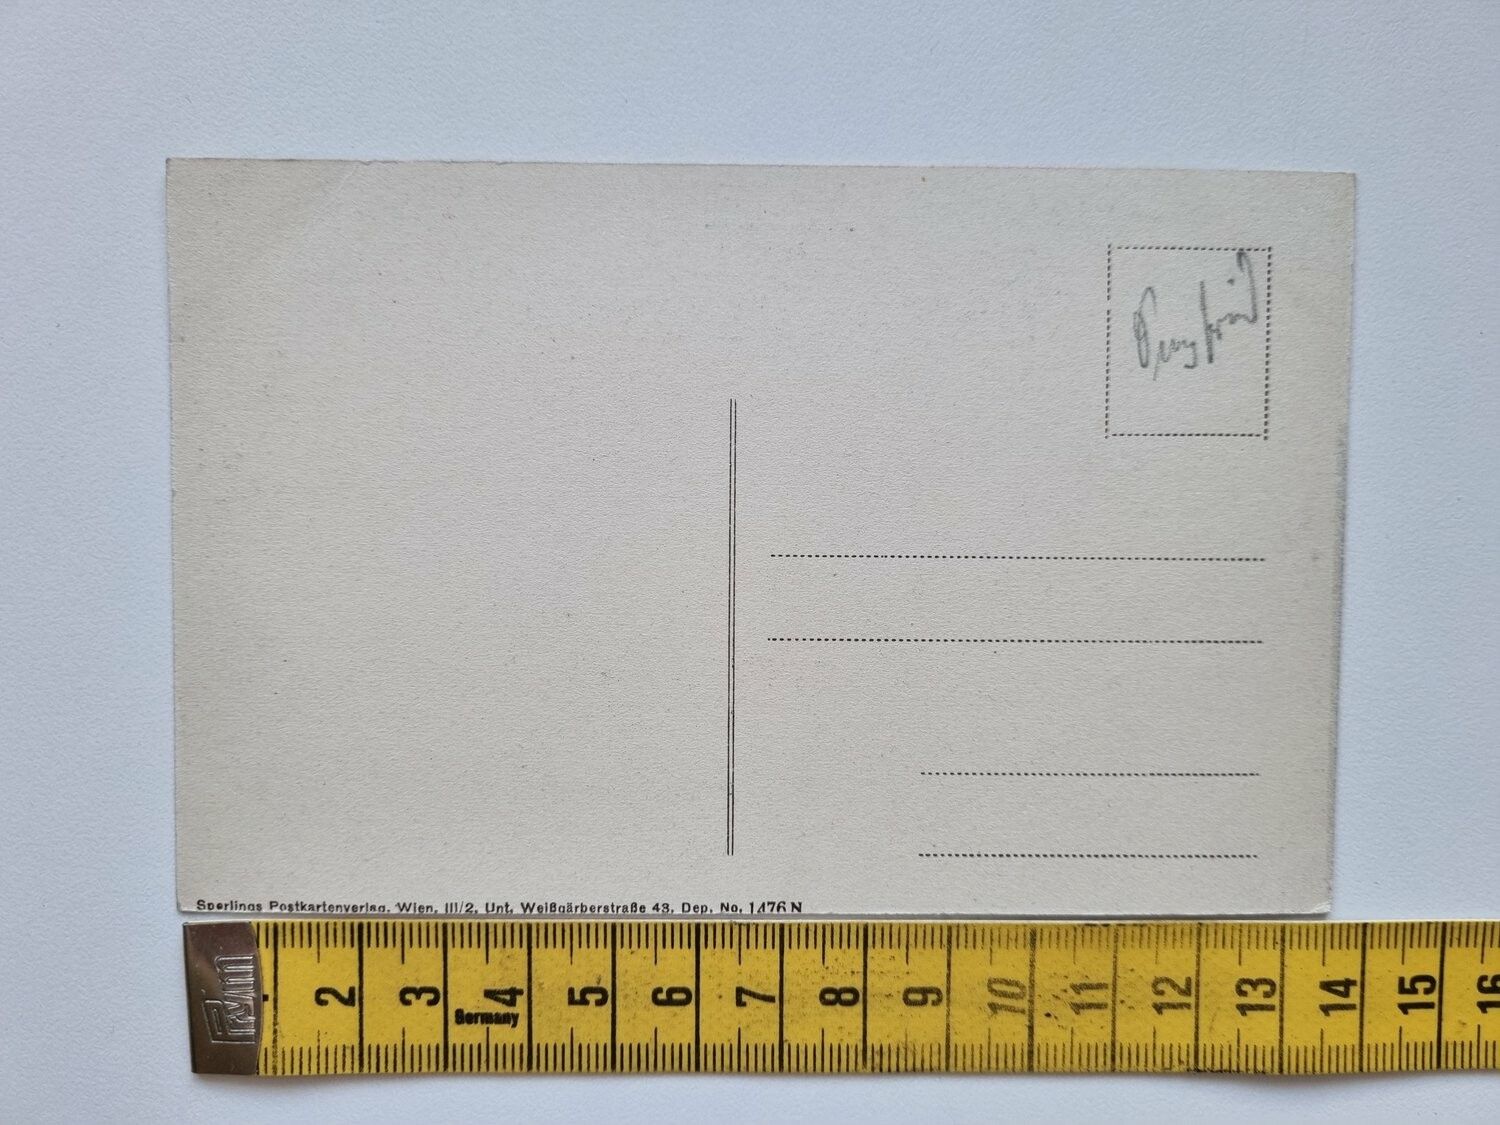 Sperlings Postkartenverlag, Wien, III/2, Unt. Weißgärberstraße 43, Dep. No. 1476 N
Prym
2 3 4 5 6 7 8 9 10 11 12 13 14 15 16
Germany